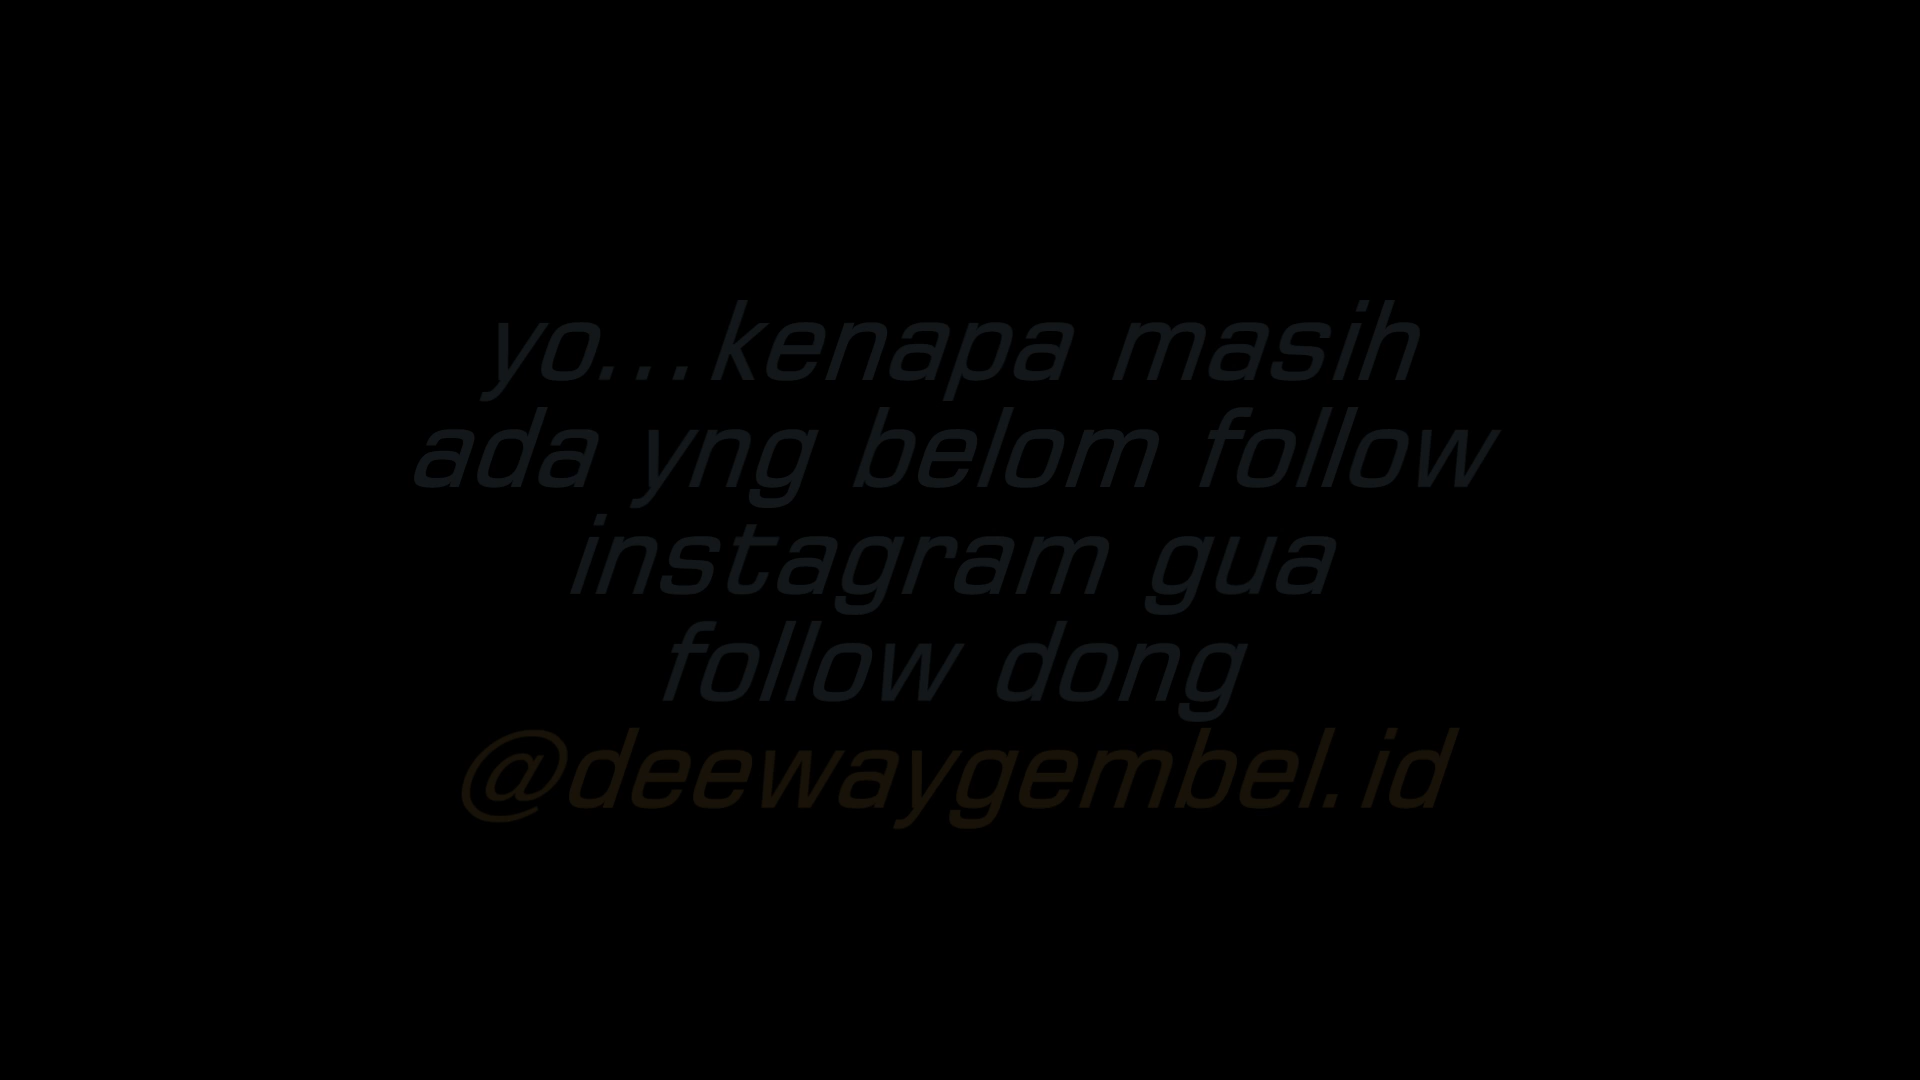 yo...kenapa masih
ada yng belom follow
instagram gua
follow dong
@deewaygembel.id